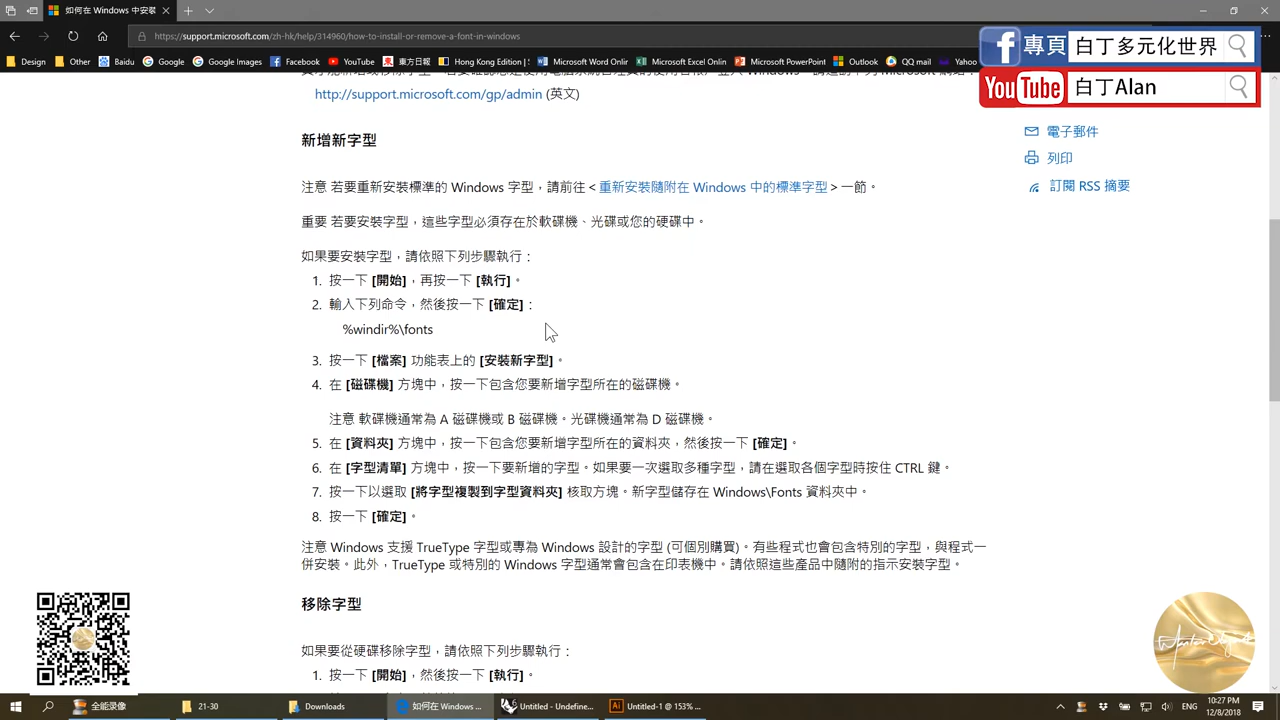 如何在 Windows 中安裝
https://support.microsoft.com/zh-hk/help/314960/how-to-install-or-remove-a-font-in-windows
Design
Other
Baidu
Google
Google Images
Facebook
YouTube
東方日報
Hong Kong Edition |
Microsoft Word Onlin
Microsoft Excel Onlin
Microsoft PowerPoint
Outlook
QQ mail
Yahoo
專頁
白丁多元化世界
YouTube
白丁Alan
http://support.microsoft.com/gp/admin (英文)
電子郵件
列印
訂閱 RSS 摘要
新增新字型
注意 若要重新安裝標準的 Windows 字型，請前往 < 重新安裝隨附在 Windows 中的標準字型 > 一節。
重要 若要安裝字型，這些字型必須存在於軟碟機、光碟或您的硬碟中。
如果要安裝字型，請依照下列步驟執行：
1. 按一下 [開始]，再按一下 [執行]。
2. 輸入下列命令，然後按一下 [確定]：
%windir%\fonts
3. 按一下 [檔案] 功能表上的 [安裝新字型]。
4. 在 [磁碟機] 方塊中，按一下包含您要新增字型所在的磁碟機。
注意 軟碟機通常為 A 磁碟機或 B 磁碟機。光碟機通常為 D 磁碟機。
5. 在 [資料夾] 方塊中，按一下包含您要新增字型所在的資料夾，然後按一下 [確定]。
6. 在 [字型清單] 方塊中，按一下要新增的字型。如果要一次選取多種字型，請在選取各個字型時按住 CTRL 鍵。
7. 按一下以選取 [將字型複製到字型資料夾] 核取方塊。新字型儲存在 Windows\Fonts 資料夾中。
8. 按一下 [確定]。
注意 Windows 支援 TrueType 字型或專為 Windows 設計的字型 (可個別購買)。有些程式也會包含特別的字型，與程式一
併安裝。此外，TrueType 或特別的 Windows 字型通常會包含在印表機中。請依照這些產品中隨附的指示安裝字型。
移除字型
如果要從硬碟移除字型，請依照下列步驟執行：
1. 按一下 [開始]，然後按一下 [執行]。
全能录像
21-30
Downloads
如何在 Windows ...
Untitled - Undefine...
Untitled-1 @ 153% ...
ENG
10:27 PM
12/8/2018